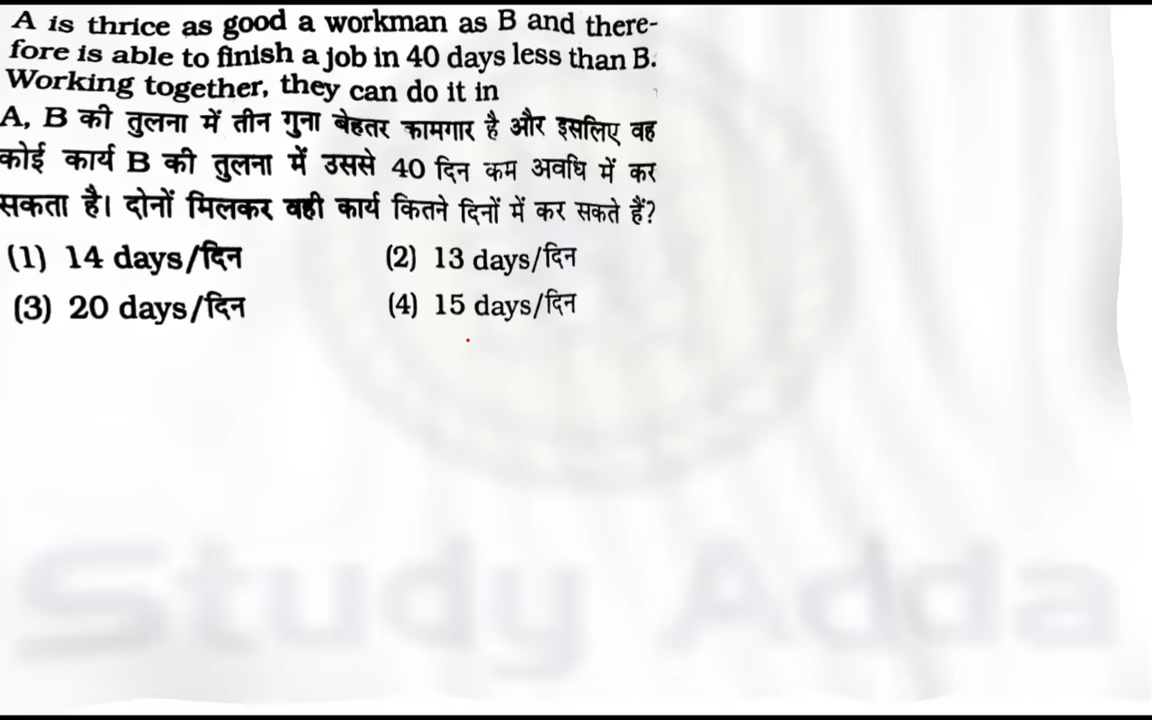 A is thrice as good a workman as B and there-
fore is able to finish a job in 40 days less than B.
Working together, they can do it in
A, B की तुलना में तीन गुना बेहतर कामगार है और इसलिए वह
कोई कार्य B की तुलना में उससे 40 दिन कम अवधि में कर
सकता है। दोनों मिलकर वही कार्य कितने दिनों में कर सकते हैं?
(1) 14 days/दिन (2) 13 days/दिन
(3) 20 days/दिन (4) 15 days/दिन
Study Adda